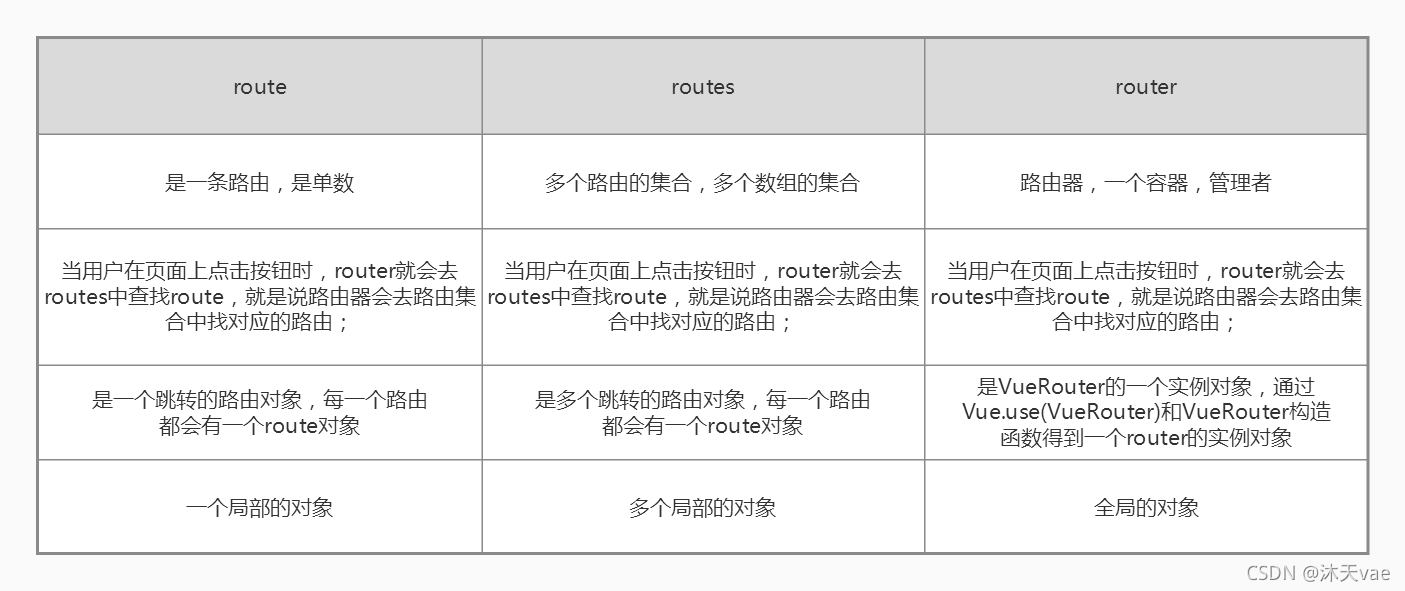 route
routes
router
是一条路由，是单数
多个路由的集合，多个数组的集合
路由器，一个容器，管理者
当用户在页面上点击按钮时，router就会去
routes中查找route，就是说路由器会去路由集
合中找对应的路由；
当用户在页面上点击按钮时，router就会去
routes中查找route，就是说路由器会去路由集
合中找对应的路由；
当用户在页面上点击按钮时，router就会去
routes中查找route，就是说路由器会去路由集
合中找对应的路由；
是一个跳转的路由对象，每一个路由
都会有一个route对象
是多个跳转的路由对象，每一个路由
都会有一个route对象
是VueRouter的一个实例对象，通过
Vue.use(VueRouter)和VueRouter构造
函数得到一个router的实例对象
一个局部的对象
多个局部的对象
全局的对象
CSDN @沐天vae